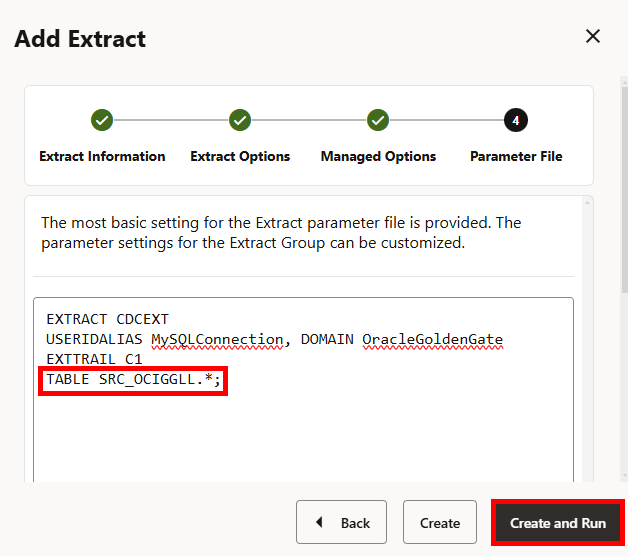 Add Extract
4
Extract Information
Extract Options
Managed Options
Parameter File
The most basic setting for the Extract parameter file is provided. The
parameter settings for the Extract Group can be customized.
EXTRACT CDCEXT
USERIDALIAS MySQLConnection, DOMAIN OracleGoldenGate
EXTTRAIL C1
TABLE SRC_OCIGGLL.*;
Back
Create
Create and Run